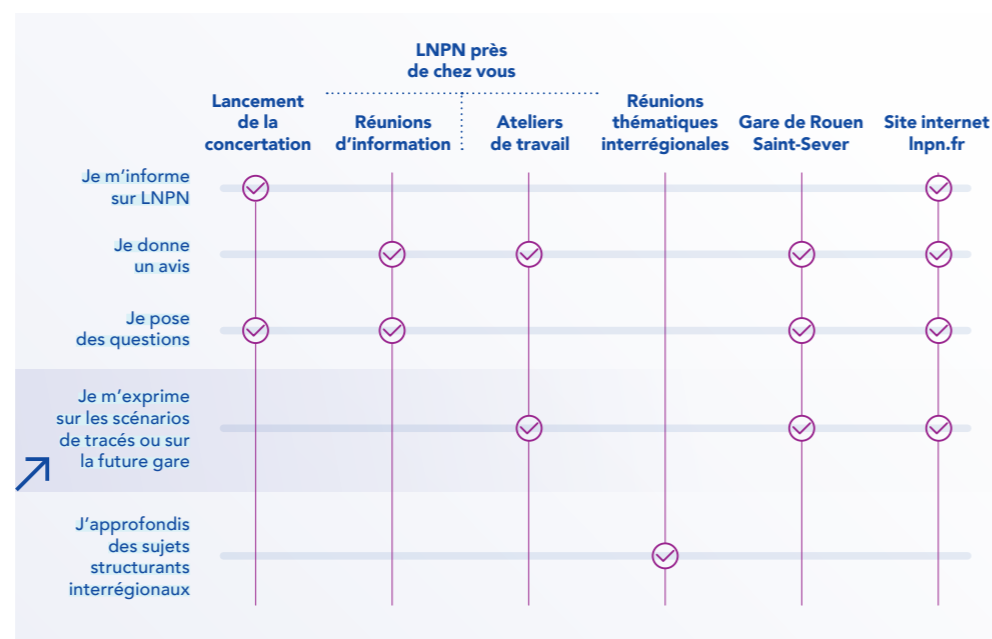 LNPN près
de chez vous
Lancement
de la
concertation
Réunions
d’information
Ateliers
de travail
Réunions
thématiques
interrégionales
Gare de Rouen
Saint-Sever
Site internet
lnpn.fr
Je m’informe
sur LNPN
Je donne
un avis
Je pose
des questions
Je m’exprime
sur les scénarios
de tracés ou sur
la future gare
J’approfondis
des sujets
structurants
interrégionaux